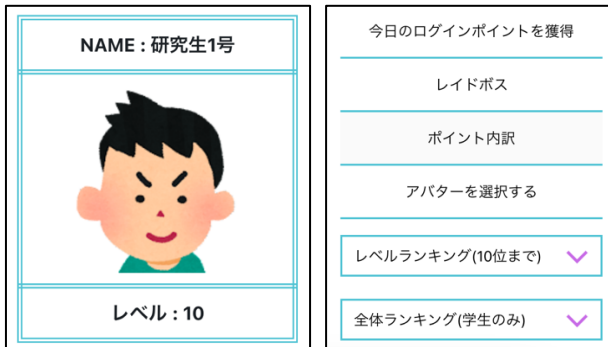 NAME : 研究生1号
レベル : 10
今日のログインポイントを獲得
レイドボス
ポイント内訳
アバターを選択する
レベルランキング(10位まで)
全体ランキング(学生のみ)